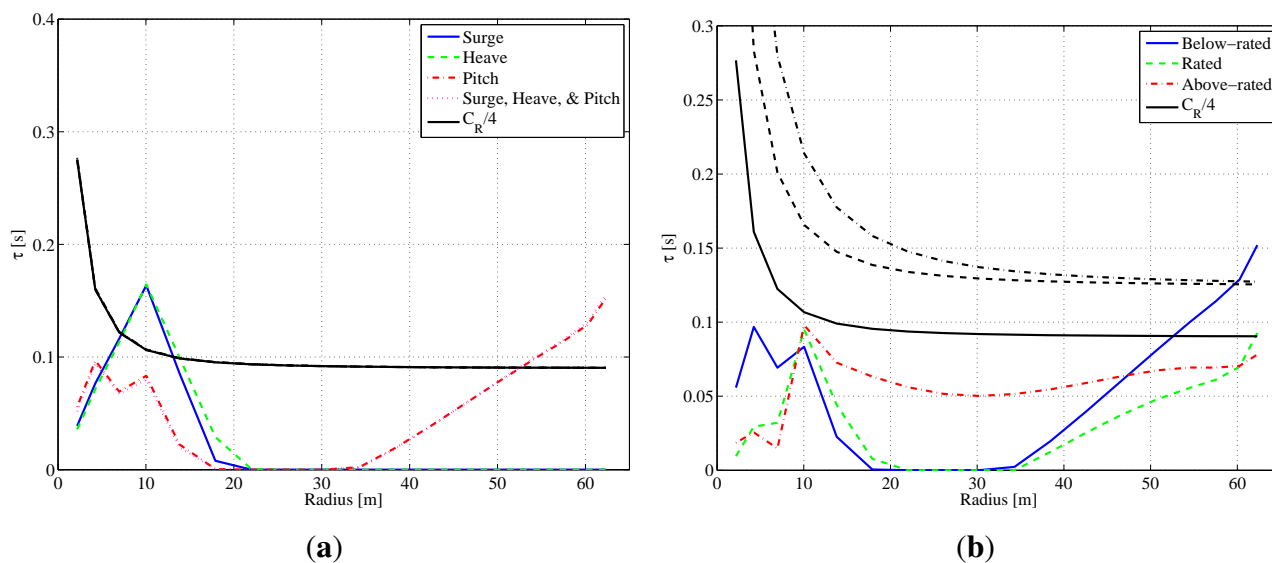 0.4
0.3
0.2
0.1
0
τ [s]
0 10 20 30 40 50 60
Radius [m]
Surge
Heave
Pitch
Surge, Heave, & Pitch
C_R/4
(a)
0.3
0.25
0.2
0.15
0.1
0.05
0
τ [s]
0 10 20 30 40 50 60
Radius [m]
Below−rated
Rated
Above−rated
C_R/4
(b)